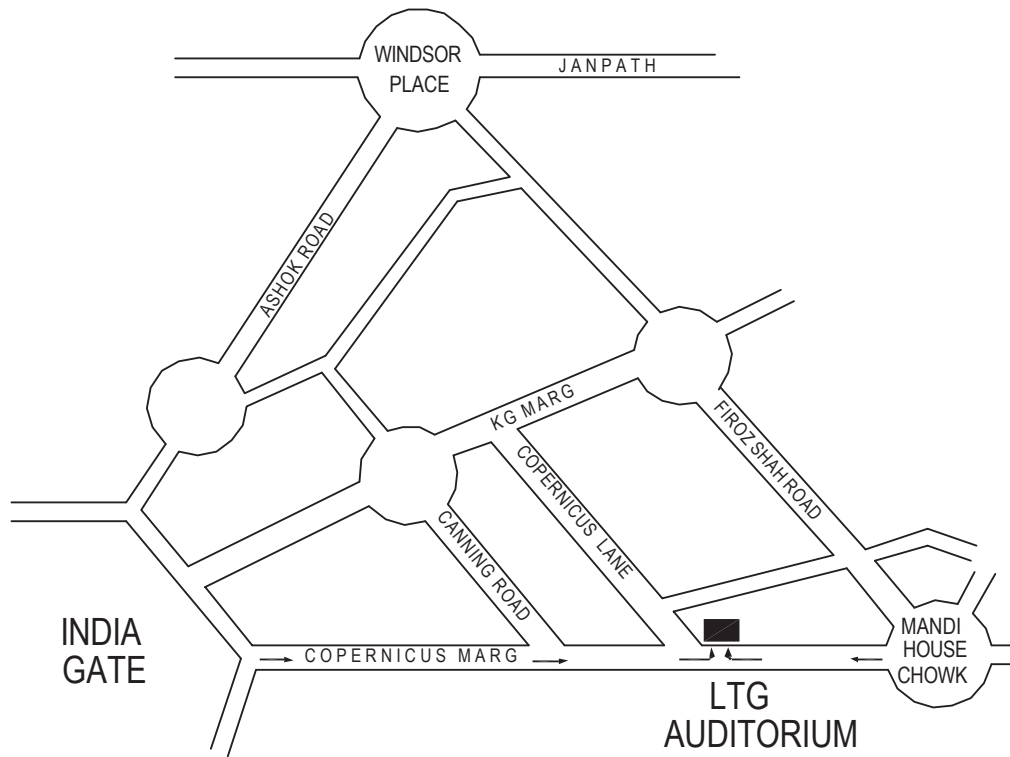 WINDSOR
PLACE
JANPATH
ASHOK ROAD
KG MARG
FIROZ SHAH ROAD
COPERNICUS LANE
CANNING ROAD
INDIA
GATE
COPERNICUS MARG
MANDI
HOUSE
CHOWK
LTG
AUDITORIUM